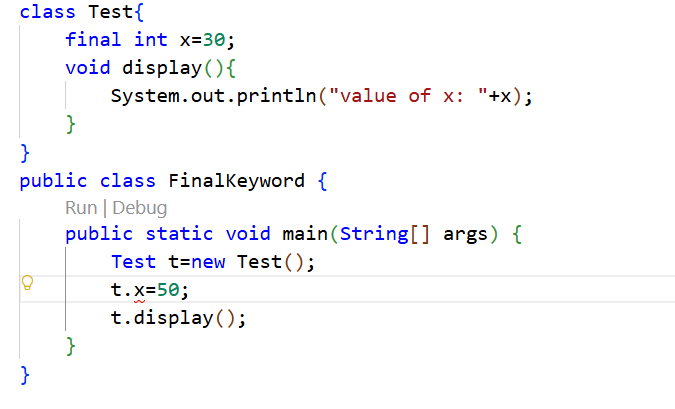 class Test{
    final int x=30;
    void display(){
        System.out.println("value of x: "+x);
    }
}
public class FinalKeyword {
    Run | Debug
    public static void main(String[] args) {
        Test t=new Test();
        t.x=50;
        t.display();
    }
}